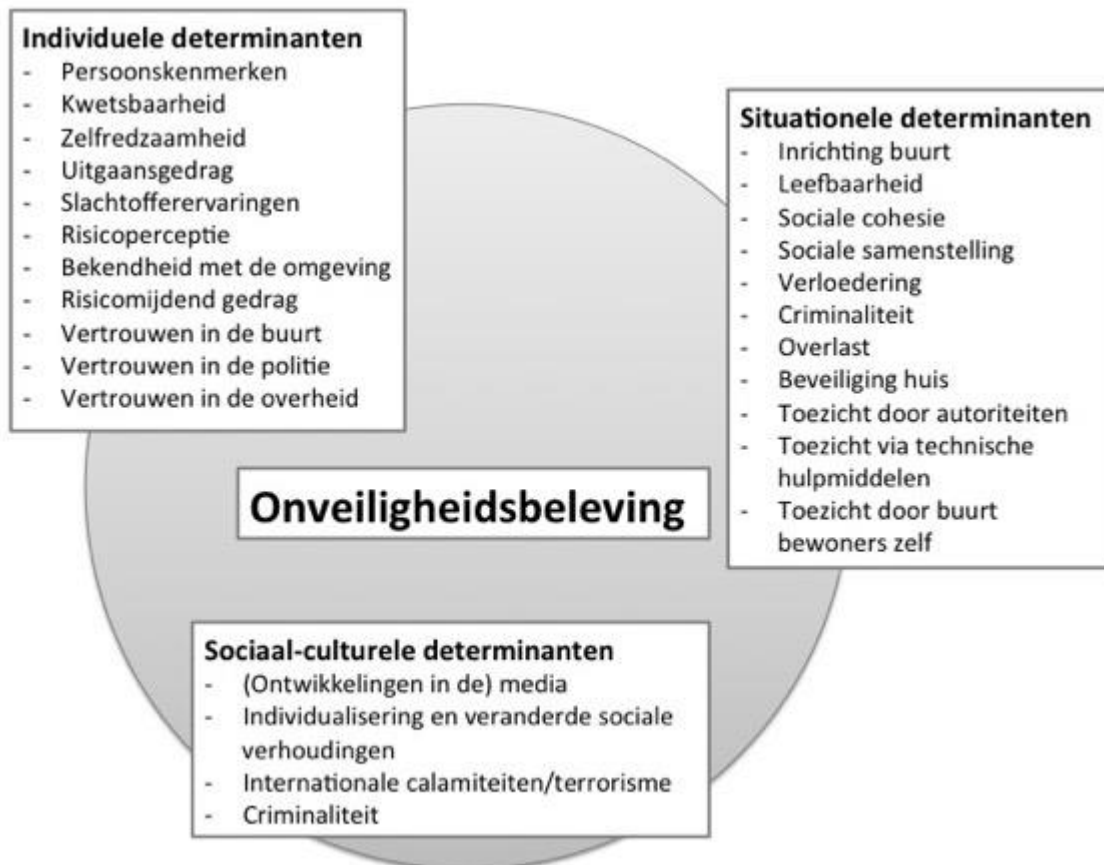 Individuele determinanten
- Persoonskenmerken
- Kwetsbaarheid
- Zelfredzaamheid
- Uitgaansgedrag
- Slachtofferervaringen
- Risicoperceptie
- Bekendheid met de omgeving
- Risicomijdend gedrag
- Vertrouwen in de buurt
- Vertrouwen in de politie
- Vertrouwen in de overheid
Situationele determinanten
- Inrichting buurt
- Leefbaarheid
- Sociale cohesie
- Sociale samenstelling
- Verloedering
- Criminaliteit
- Overlast
- Beveiliging huis
- Toezicht door autoriteiten
- Toezicht via technische
hulpmiddelen
- Toezicht door buurt
bewoners zelf
Onveiligheidsbeleving
Sociaal-culturele determinanten
- (Ontwikkelingen in de) media
- Individualisering en veranderde sociale
verhoudingen
- Internationale calamiteiten/terrorisme
- Criminaliteit